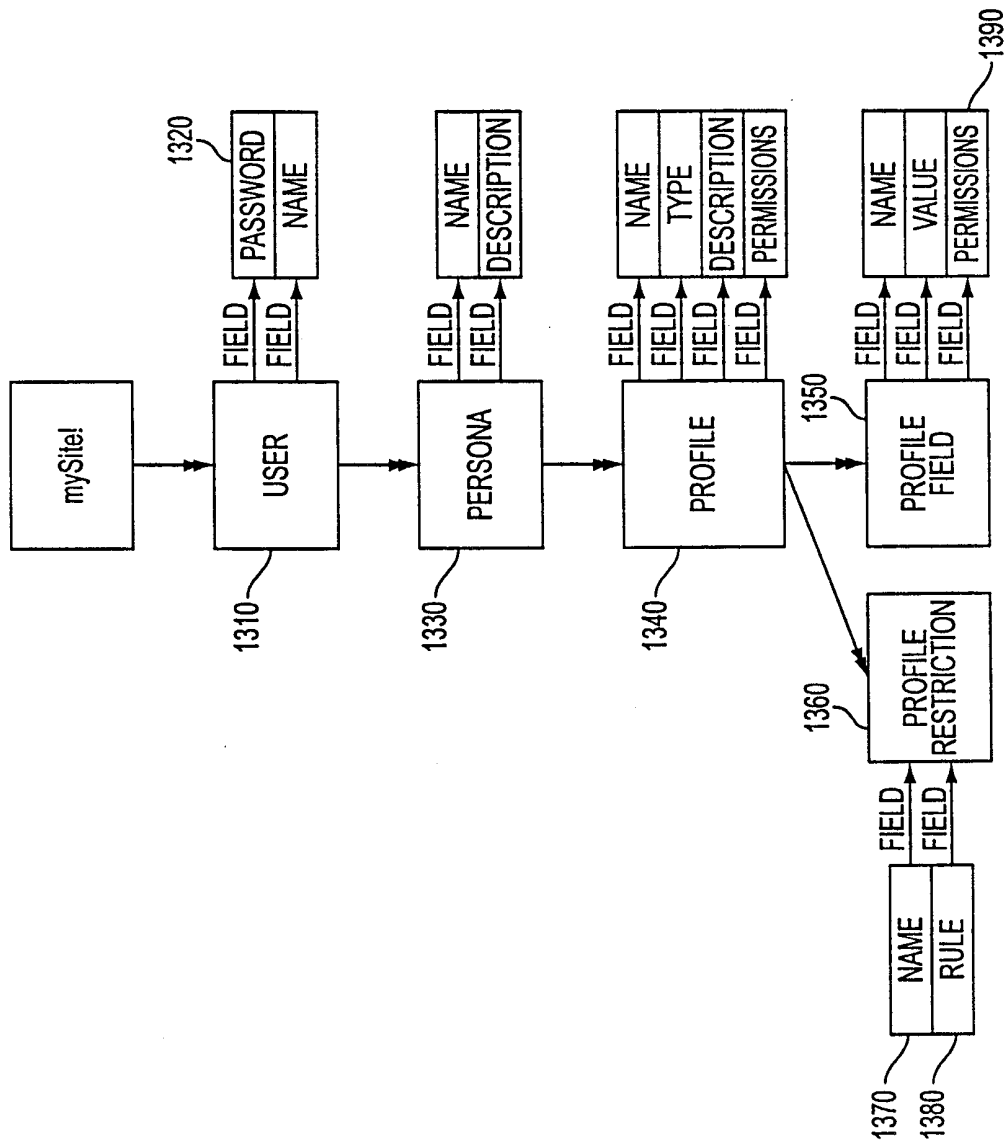 mySite!
1310
USER
FIELD
FIELD
1320
PASSWORD
NAME
1330
PERSONA
FIELD
FIELD
NAME
DESCRIPTION
1340
PROFILE
FIELD
FIELD
FIELD
FIELD
NAME
TYPE
DESCRIPTION
PERMISSIONS
1370
1380
NAME
RULE
FIELD
FIELD
1360
PROFILE
RESTRICTION
1350
PROFILE
FIELD
FIELD
FIELD
FIELD
NAME
VALUE
PERMISSIONS
1390